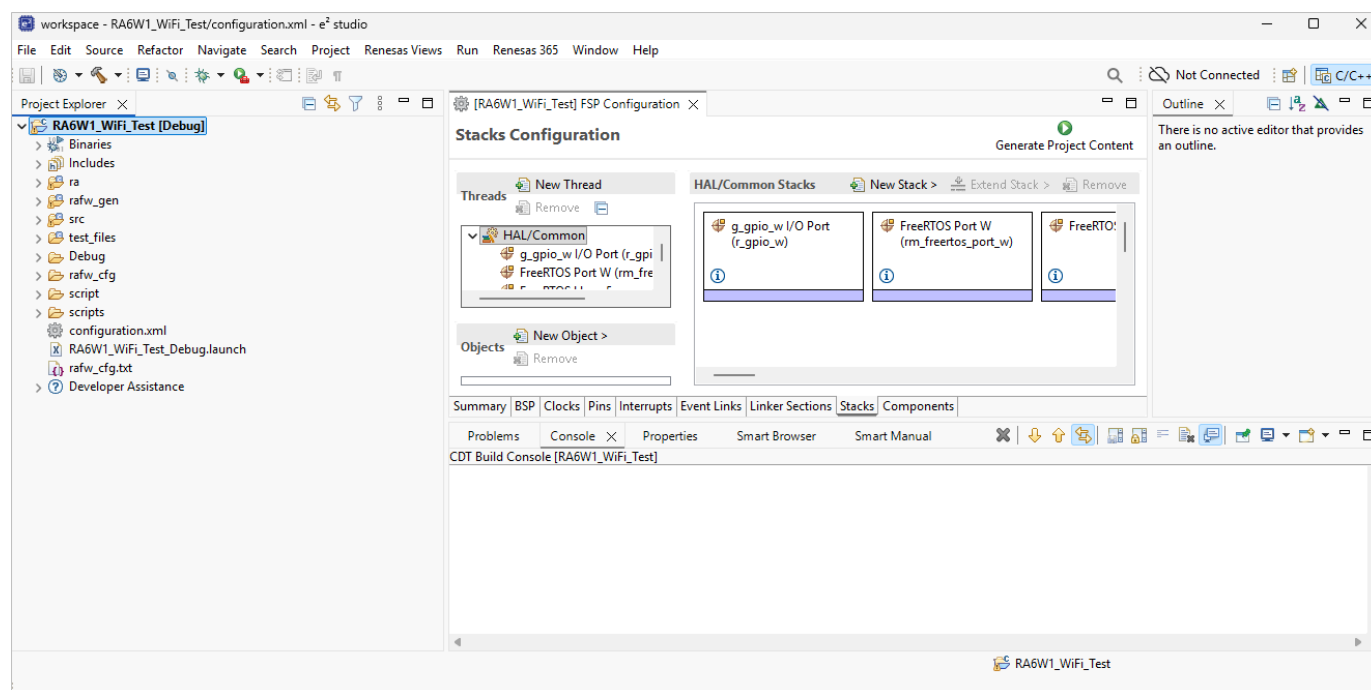 workspace - RA6W1_WiFi_Test/configuration.xml - e² studio
File Edit Source Refactor Navigate Search Project Renesas Views Run Renesas 365 Window Help
Not Connected
C/C++
Project Explorer
RA6W1_WiFi_Test [Debug]
Binaries
Includes
ra
rafw_gen
src
test_files
Debug
rafw_cfg
script
scripts
configuration.xml
RA6W1_WiFi_Test_Debug.launch
rafw_cfg.txt
Developer Assistance
[RA6W1_WiFi_Test] FSP Configuration
Stacks Configuration
Generate Project Content
Threads
New Thread
Remove
HAL/Common
g_gpio_w I/O Port (r_gpi
FreeRTOS Port W (rm_fre
Objects
New Object >
Remove
HAL/Common Stacks
New Stack >
Extend Stack >
Remove
g_gpio_w I/O Port
(r_gpio_w)
FreeRTOS Port W
(rm_freertos_port_w)
FreeRTOS
Summary BSP Clocks Pins Interrupts Event Links Linker Sections Stacks Components
Outline
There is no active editor that provides
an outline.
Problems Console Properties Smart Browser Smart Manual
CDT Build Console [RA6W1_WiFi_Test]
RA6W1_WiFi_Test